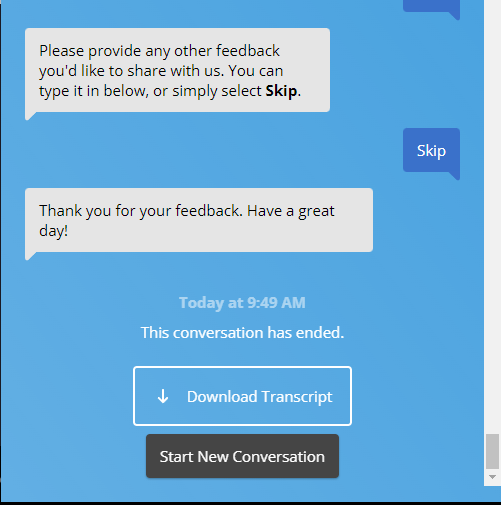 Please provide any other feedback
you'd like to share with us. You can
type it in below, or simply select Skip.
Skip
Thank you for your feedback. Have a great
day!
Today at 9:49 AM
This conversation has ended.
Download Transcript
Start New Conversation